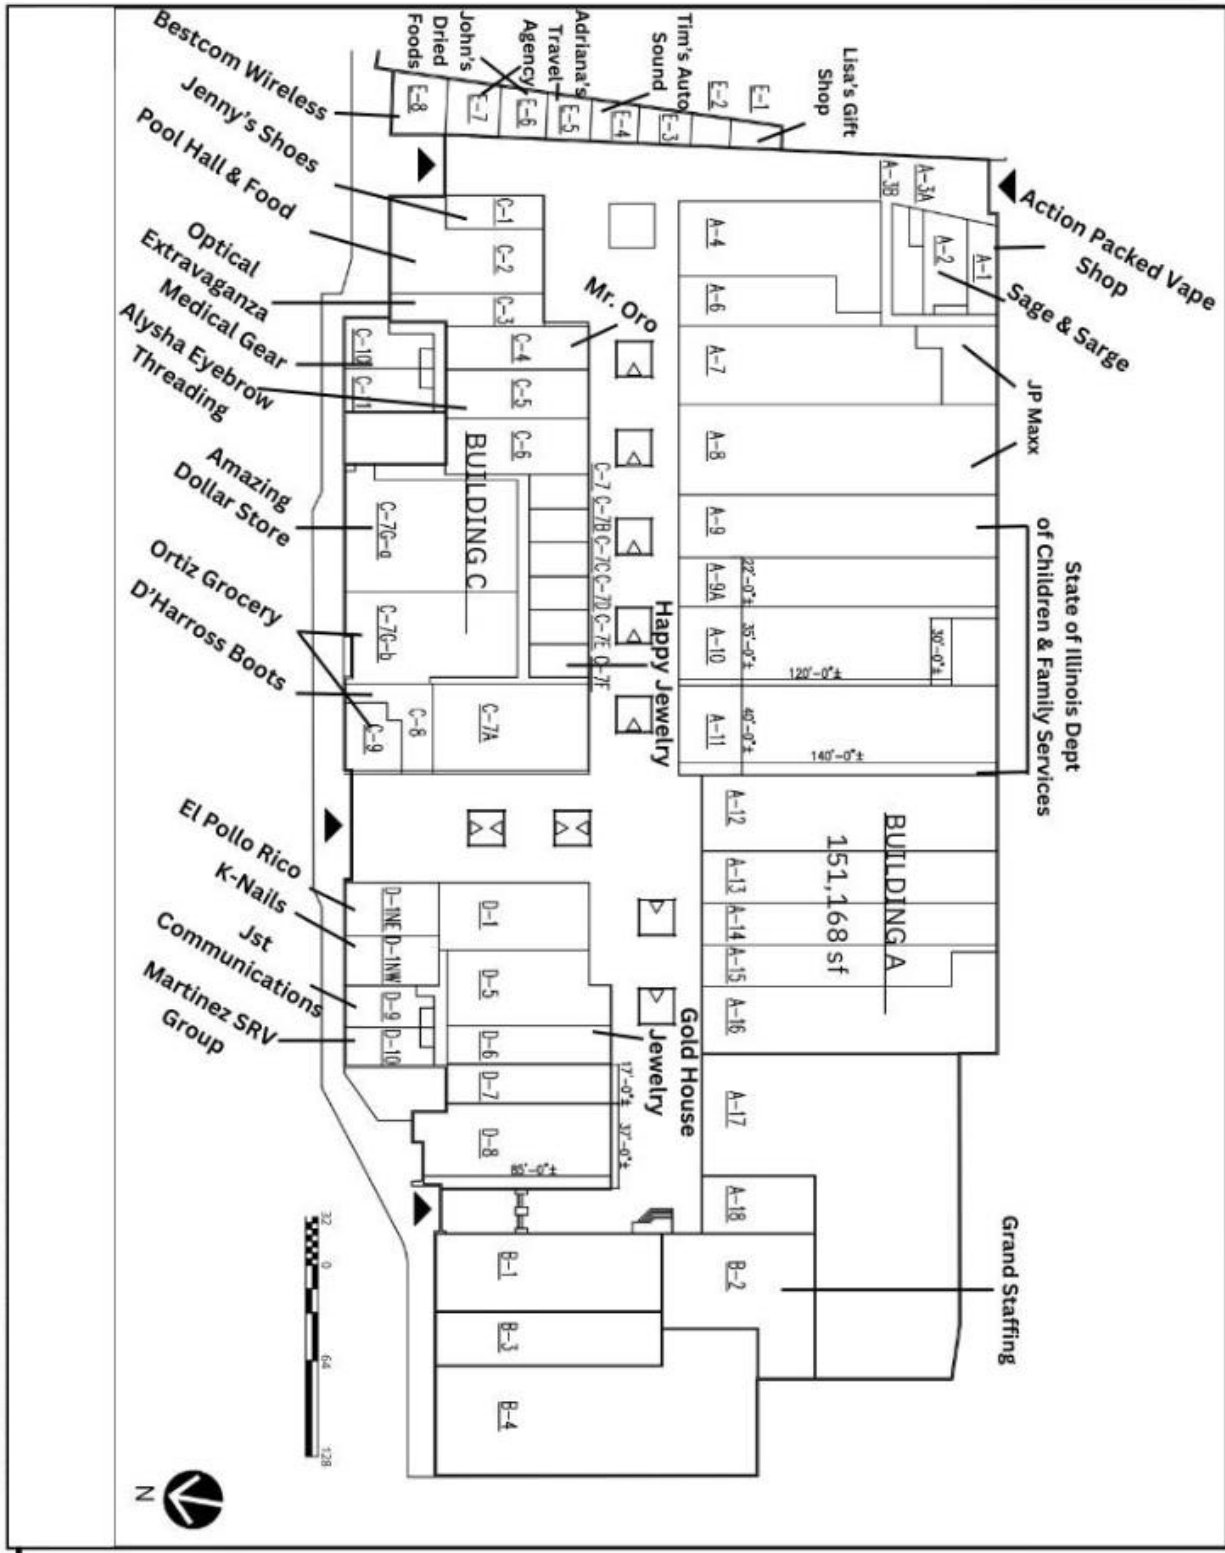 Bestcom Wireless
Jenny's Shoes
Pool Hall & Food
Optical
Extravaganza
Medical Gear
Alysha Eyebrow
Threading
Amazing
Dollar Store
Ortiz Grocery
D'Harross Boots
El Pollo Rico
K-Nails
Jst
Communications
Martinez SRV
Group
John's
Dried
Foods
Adriana's
Travel
Agency
Tim's Auto
Sound
Lisa's Gift
Shop
E-8
E-7
E-6
E-5
E-4
E-3
E-2
E-1
Action Packed Vape
Shop
Sage & Sarge
JP Maxx
State of Illinois Dept
of Children & Family Services
Grand Staffing
Mr. Oro
Happy Jewelry
Gold House
Jewelry
A-3A
A-3B
A-1
A-2
A-4
A-6
A-7
A-8
A-9
A-9A
22'-0"±
A-10
35'-0"±
120'-0"±
30'-0"±
A-11
40'-0"±
140'-0"±
A-12
A-13
A-14
A-15
A-16
A-17
A-18
BUILDING A
151,168 sf
C-1
C-2
C-3
C-4
C-5
C-6
C-10
C-11
BUILDING C
C-7
C-7B
C-7C
C-7D
C-7E
C-7F
C-7G-a
C-7G-b
C-7A
C-8
C-9
D-1NE
D-1NW
D-1
D-5
D-6
D-7
17'-0"±
D-8
37'-0"±
85'-0"±
D-9
D-10
B-1
B-2
B-3
B-4
32
0
64
128
N